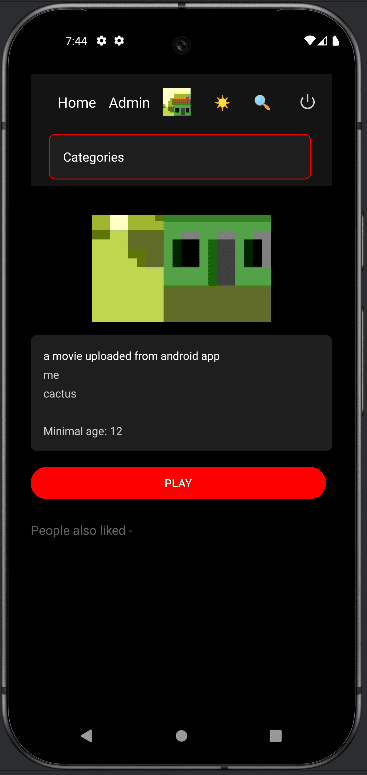 7:44
Home Admin
Categories
a movie uploaded from android app
me
cactus
Minimal age: 12
PLAY
People also liked -